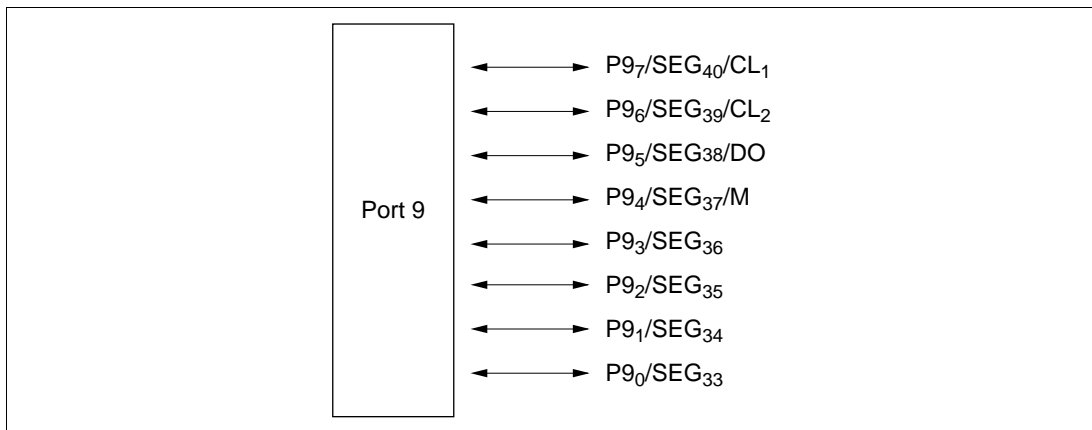 P9₇/SEG₄₀/CL₁
P9₆/SEG₃₉/CL₂
P9₅/SEG38/DO
P9₄/SEG₃₇/M
Port 9
P9₃/SEG₃₆
P9₂/SEG₃₅
P9₁/SEG₃₄
P9₀/SEG₃₃